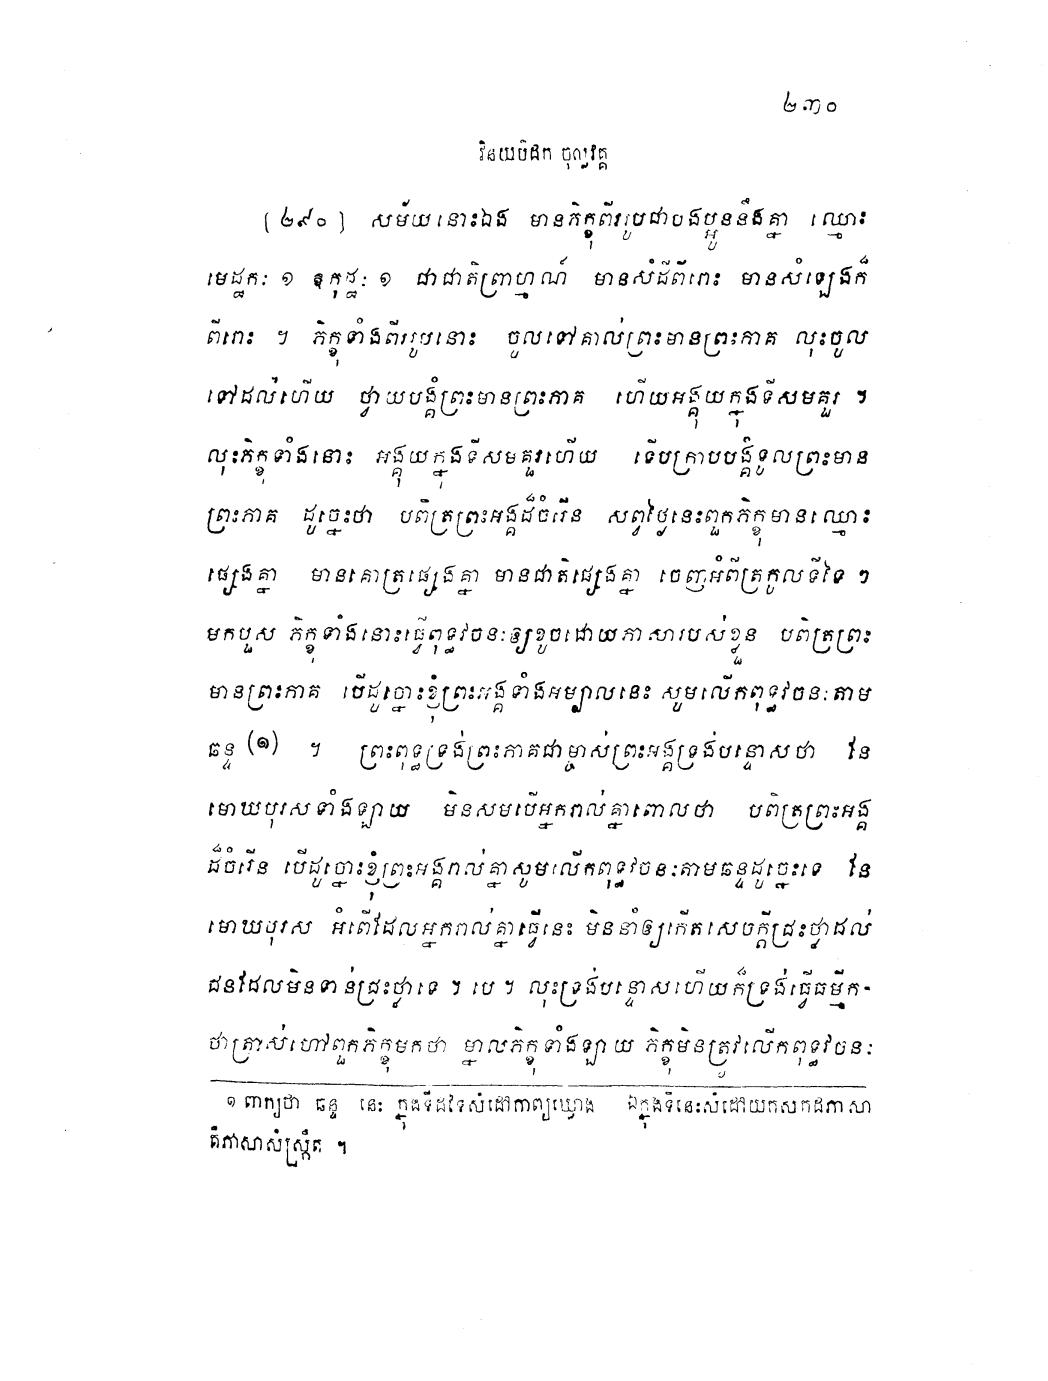 ២៣០
វិនយបិដក ចុល្លវគ្គ
[២៩០] សម័យនោះឯង មានភិក្ខុពីររូបជាបងប្អូននឹងគ្នា ឈ្មោះ
មេដ្ឋកៈ ១ ឧកុដ្ឋៈ ១ ជាជាតិព្រាហ្មណ៍ មានសំដីពីរោះ មានសំឡេងក៏
ពីរោះ ។ ភិក្ខុទាំងពីររូបនោះ ចូលទៅគាល់ព្រះមានព្រះភាគ លុះចូល
ទៅដល់ហើយ ថ្វាយបង្គំព្រះមានព្រះភាគ ហើយអង្គុយក្នុងទីសមគួរ ។
លុះភិក្ខុទាំងនោះ អង្គុយក្នុងទីសមគួរហើយ ទើបក្រាបបង្គំទូលព្រះមាន
ព្រះភាគ ដូច្នេះថា បពិត្រព្រះអង្គដ៏ចំរើន សព្វថ្ងៃនេះពួកភិក្ខុមានឈ្មោះ
ផ្សេងគ្នា មានគោត្រផ្សេងគ្នា មានជាតិផ្សេងគ្នា ចេញអំពីត្រកូលទីទៃ ៗ
មកបួស ភិក្ខុទាំងនោះធ្វើពុទ្ធវចនៈឲ្យខូចដោយភាសារបស់ខ្លួន បពិត្រព្រះ
មានព្រះភាគ បើដូច្នោះខ្ញុំព្រះអង្គទាំងអម្បាលនេះ សូមលើកពុទ្ធវចនៈតាម
ឆន្ទ (១) ។ ព្រះពុទ្ធទ្រង់ព្រះភាគជាម្ចាស់ព្រះអង្គទ្រង់បន្ទោសថា នែ
មោឃបុរសទាំងឡាយ មិនសមបើអ្នករាល់គ្នាពោលថា បពិត្រព្រះអង្គ
ដ៏ចំរើន បើដូច្នោះខ្ញុំព្រះអង្គរាល់គ្នាសូមលើកពុទ្ធវចនៈតាមឆន្ទដូច្នេះទេ នែ
មោឃបុរស អំពើដែលអ្នករាល់គ្នាធ្វើនេះ មិននាំឲ្យកើតសេចក្តីជ្រះថ្លាដល់
ជនដែលមិនទាន់ជ្រះថ្លាទេ ។ បេ ។ លុះទ្រង់បន្ទោសហើយក៏ទ្រង់ធ្វើធម្មីក-
ថាត្រាស់ហៅពួកភិក្ខុមកថា ម្នាលភិក្ខុទាំងឡាយ ភិក្ខុមិនត្រូវលើកពុទ្ធវចនៈ
១ ពាក្យថា ឆន្ទ នេះ ក្នុងទីដទៃសំដៅកាព្យឃ្លោង ឯក្នុងទីនេះសំដៅយកសកដភាសា
គឺភាសាសំស្ក្រឹត ។